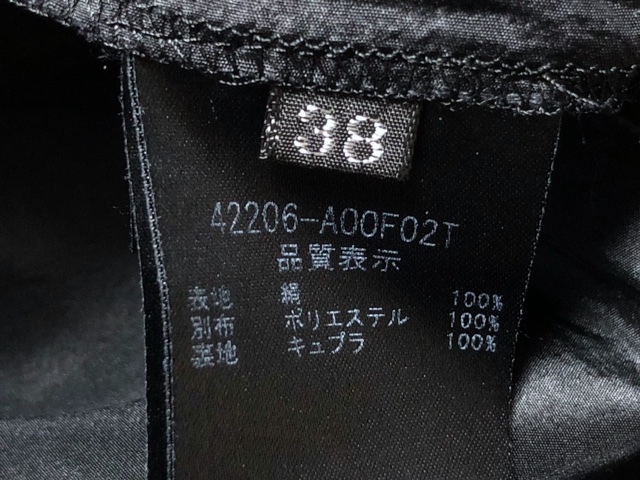 38
42206-A00F02T
品質表示
表地 絹 100%
別布 ポリエステル 100%
裏地 キュプラ 100%